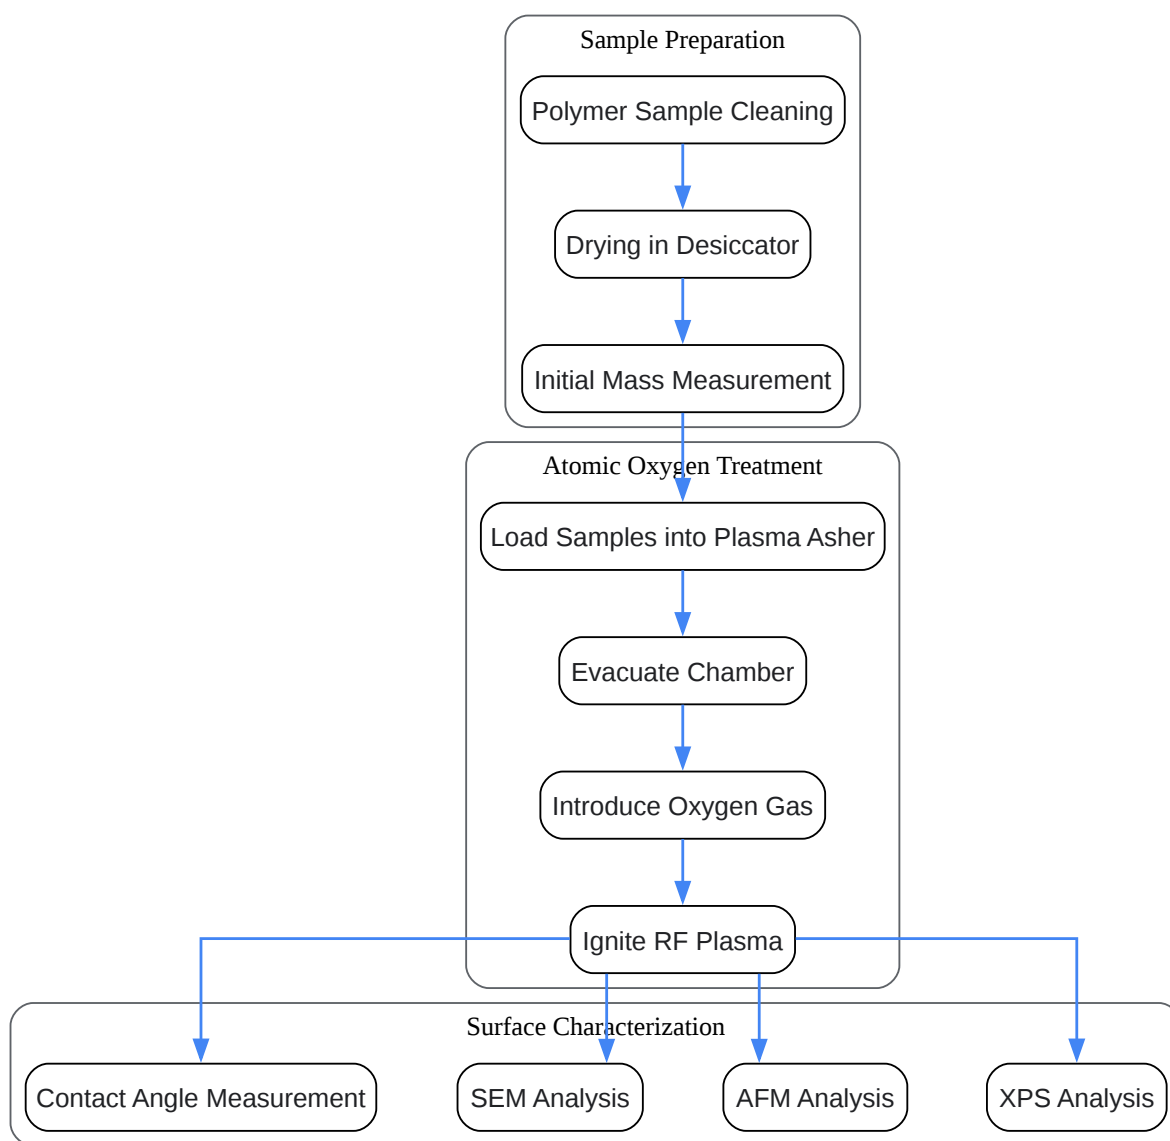 Sample Preparation
Polymer Sample Cleaning
Drying in Desiccator
Initial Mass Measurement
Atomic Oxygen Treatment
Load Samples into Plasma Asher
Evacuate Chamber
Introduce Oxygen Gas
Ignite RF Plasma
Surface Characterization
Contact Angle Measurement
SEM Analysis
AFM Analysis
XPS Analysis